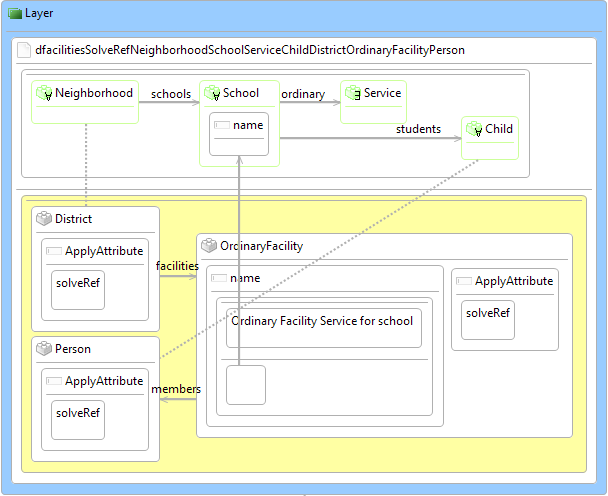 Layer
dfacilitiesSolveRefNeighborhoodSchoolServiceChildDistrictOrdinaryFacilityPerson
Neighborhood
schools
School
ordinary
Service
name
students
Child
District
ApplyAttribute
solveRef
facilities
OrdinaryFacility
name
Ordinary Facility Service for school
ApplyAttribute
solveRef
Person
ApplyAttribute
solveRef
members